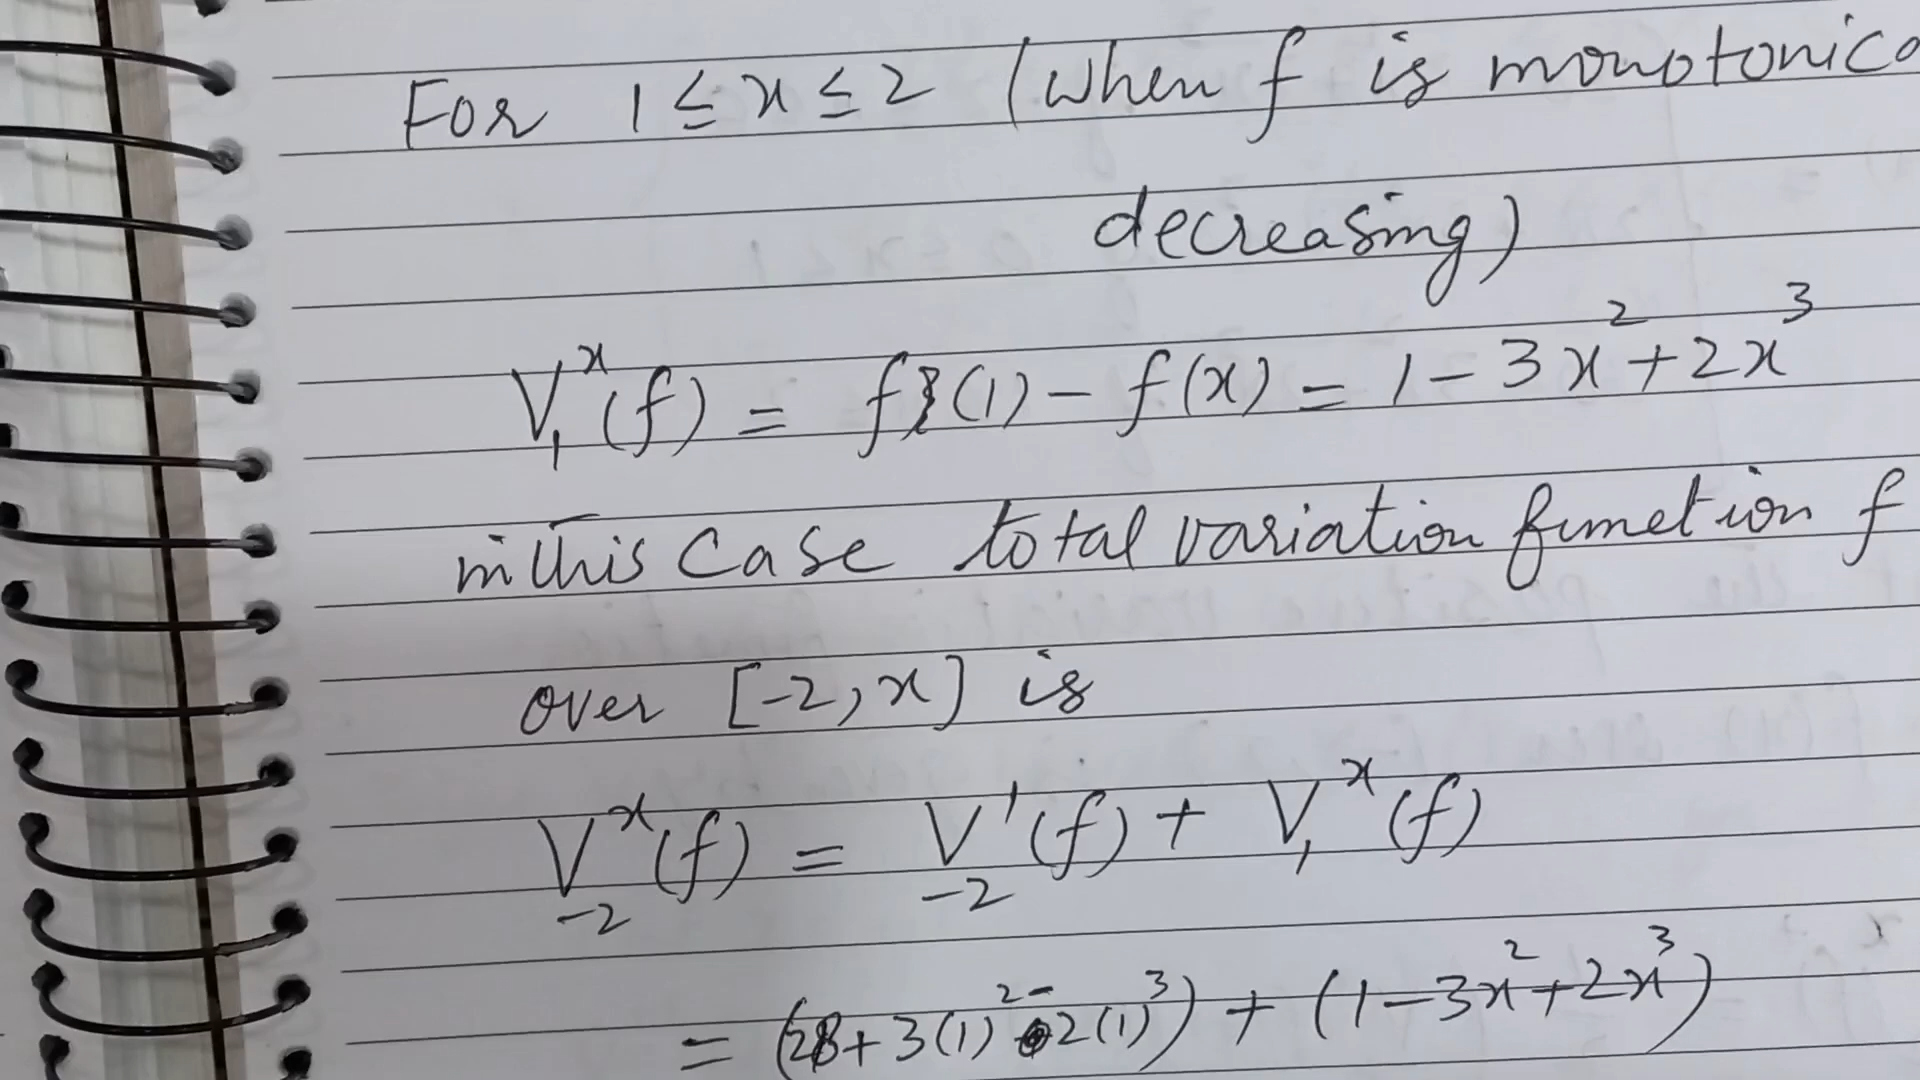 For 1 ≤ x ≤ 2 (when f is monotonica
decreasing)
V₁ˣ(f) = f(1) - f(x) = 1 - 3x² + 2x³
in this case total variation function f
over [-2, x] is
V₋₂ˣ(f) = V₋₂¹(f) + V₁ˣ(f)
= (28 + 3(1)² - 2(1)³) + (1 - 3x² + 2x³)